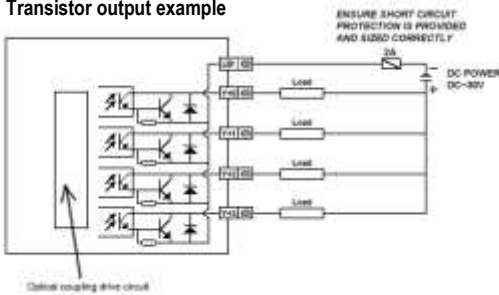 Transistor output example
ENSURE SHORT CIRCUIT
PROTECTION IS PROVIDED
AND SIZED CORRECTLY
2A
DC POWER
DC~30V
Load
Load
Load
Load
Optical coupling drive circuit